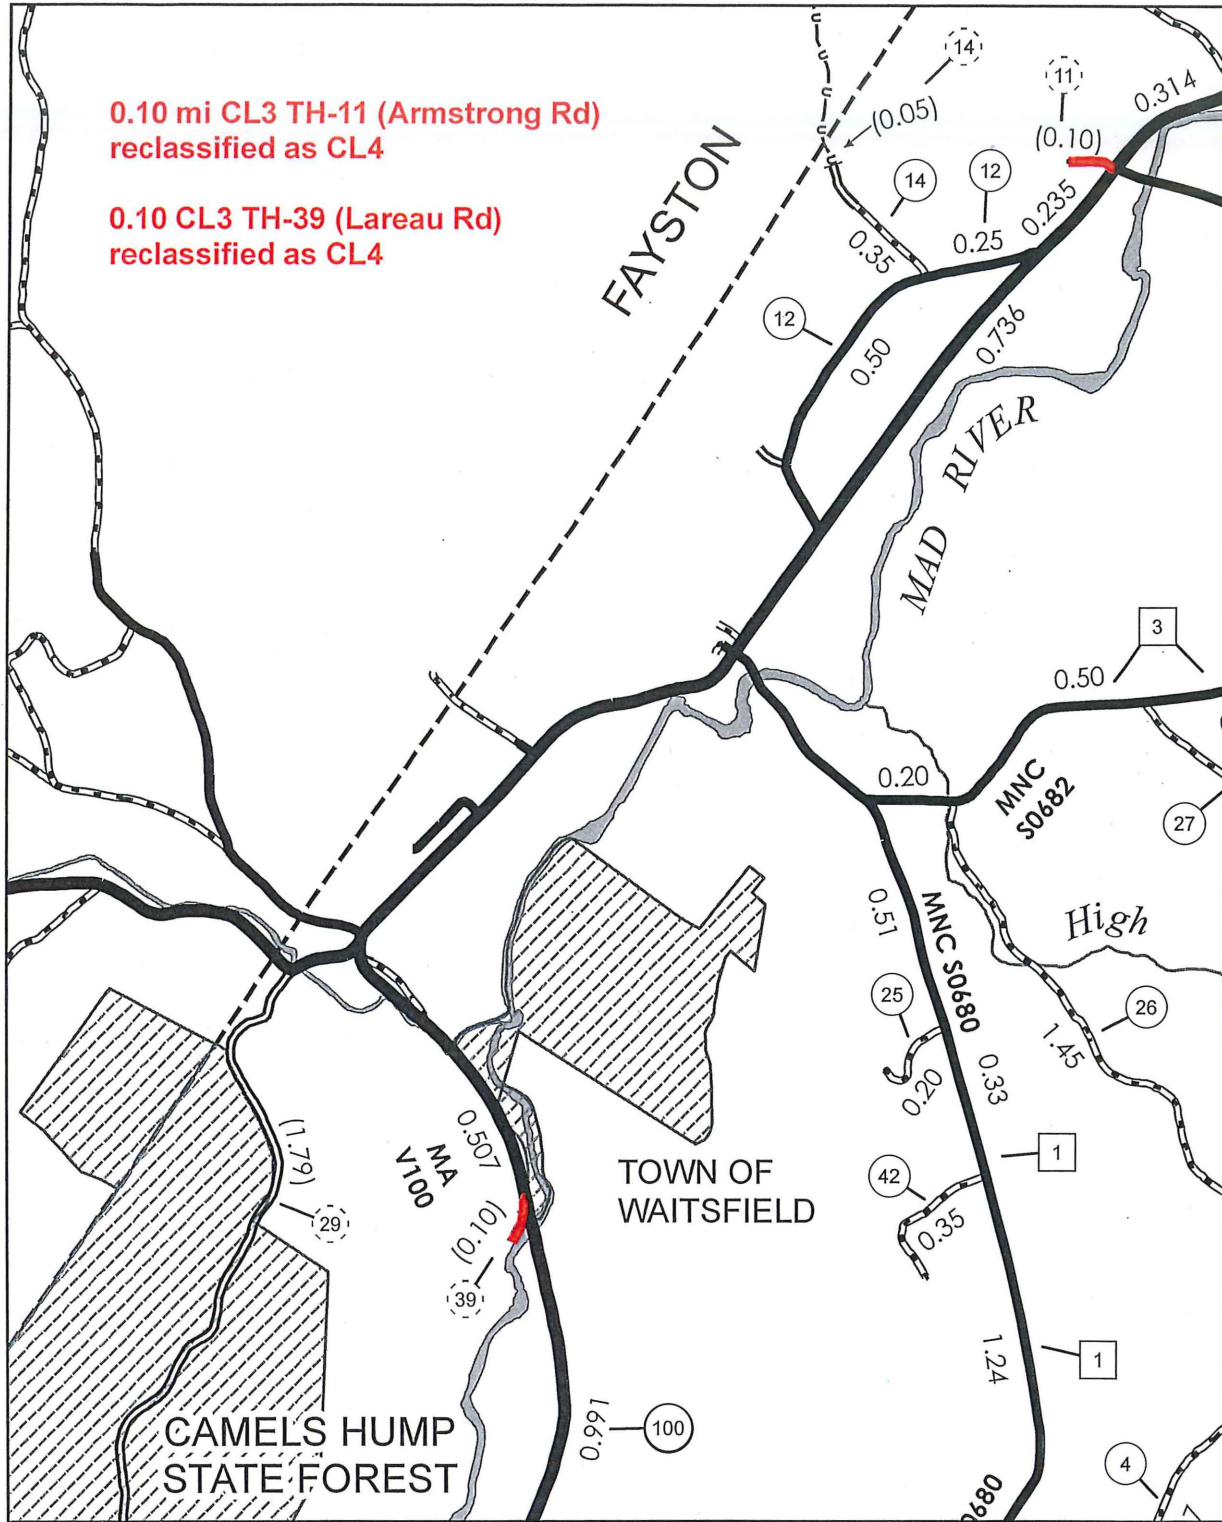 0.10 mi CL3 TH-11 (Armstrong Rd)
reclassified as CL4
0.10 CL3 TH-39 (Lareau Rd)
reclassified as CL4
14
(0.05)
11
(0.10)
0.314
FAYSTON
14
12
0.35
0.25
0.235
12
0.50
0.736
MAD RIVER
3
0.50
0.20
MNC
S0682
27
0.51
MNC S0680
High
25
0.20
0.33
1.45
26
1
(1.79)
29
0.507
MA
V100
(0.10)
39
TOWN OF
WAITSFIELD
42
0.35
1.24
1
0.991
100
CAMELS HUMP
STATE FOREST
4